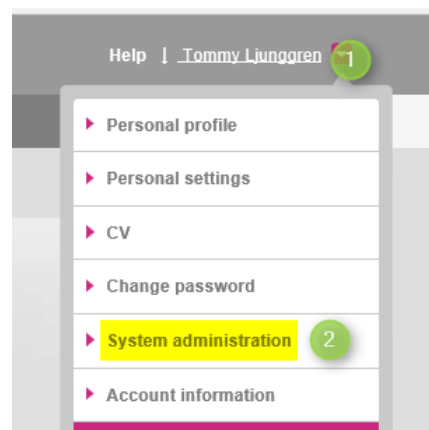 Help | Tommy Ljunggren 1
Personal profile
Personal settings
CV
Change password
System administration 2
Account information